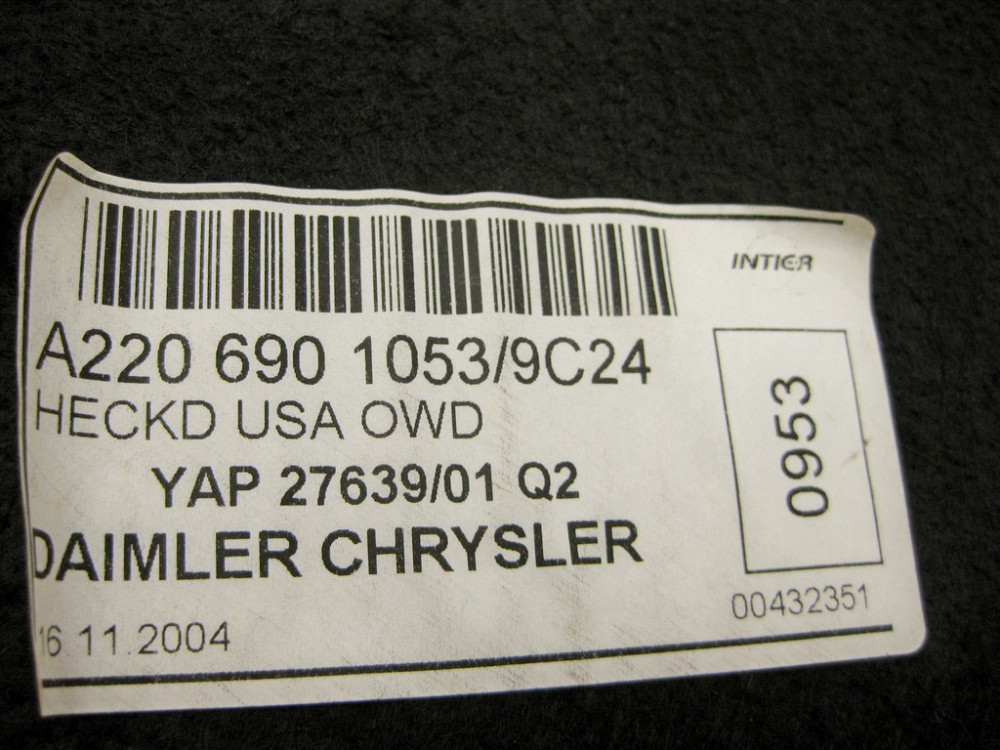 INTIER
A220 690 1053/9C24
HECKD USA OWD
YAP 27639/01 Q2
DAIMLER CHRYSLER
0953
00432351
16.11.2004